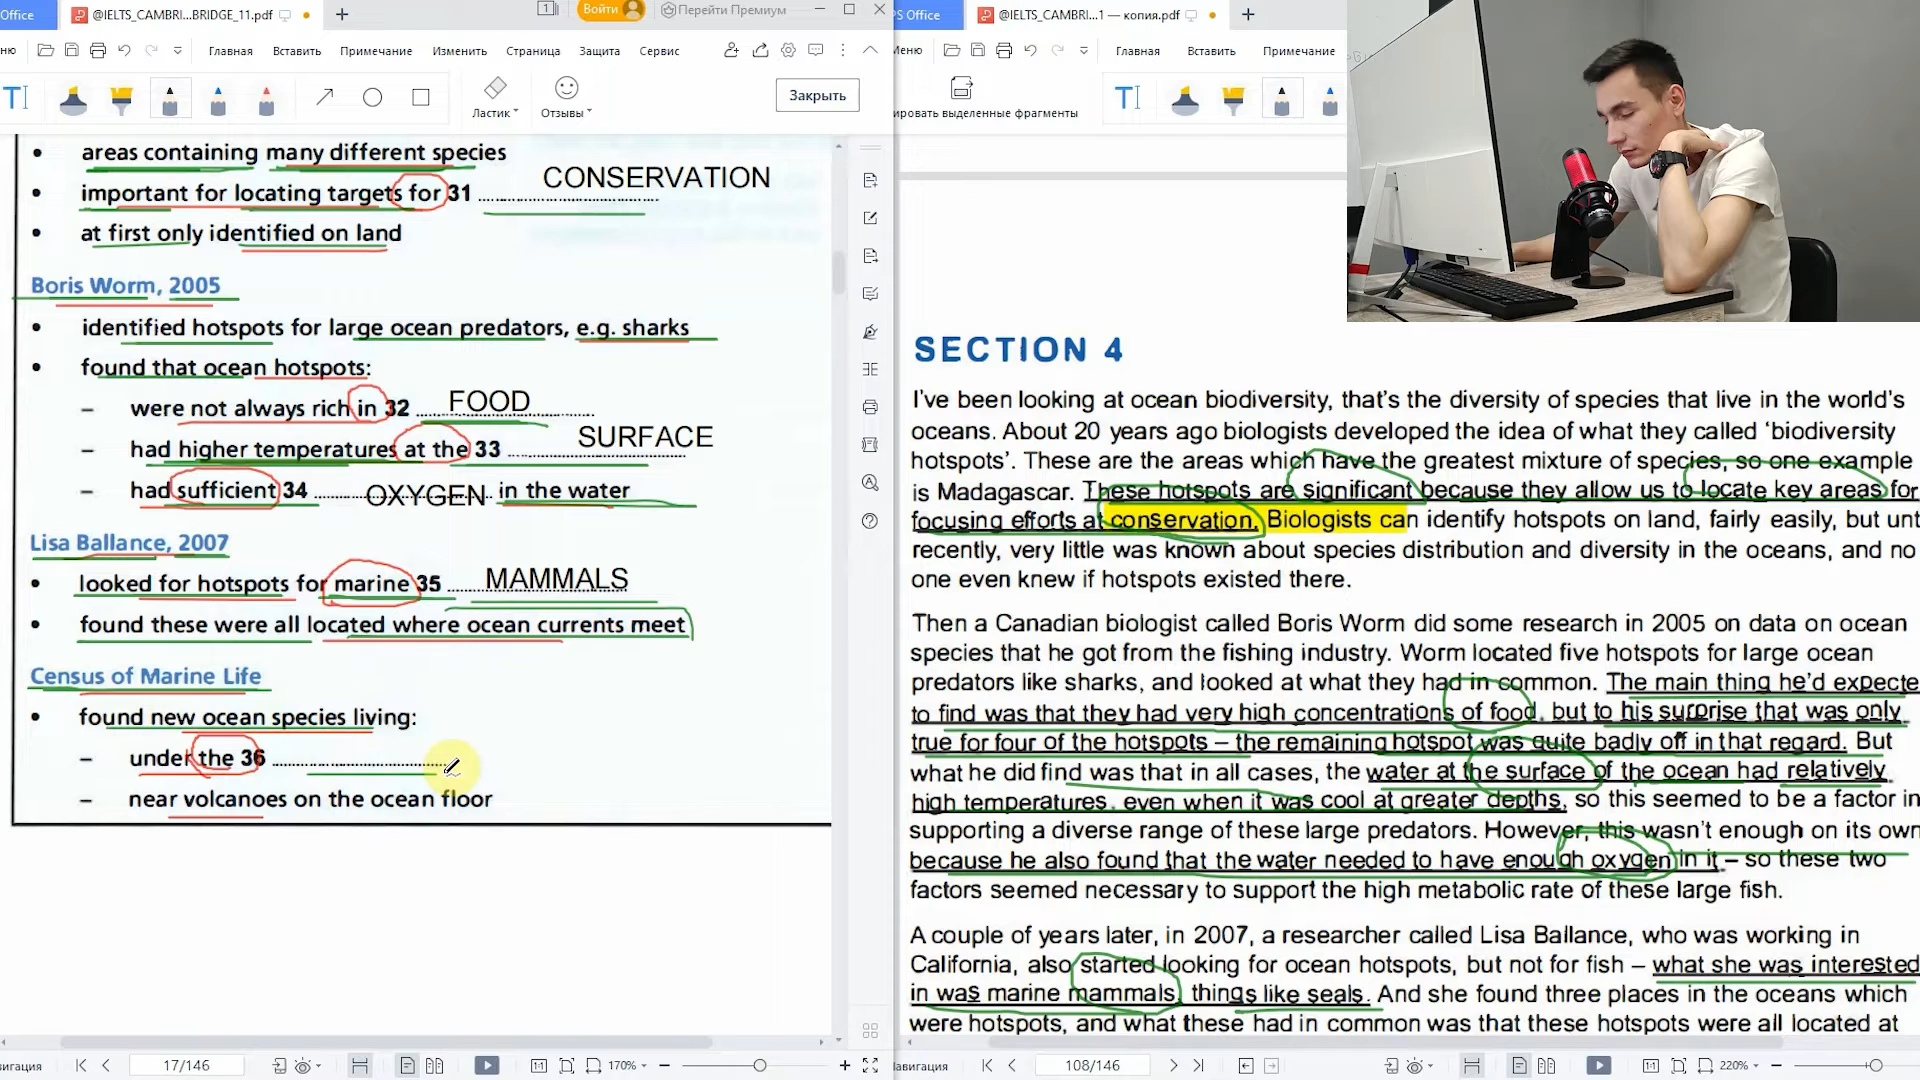 Office
@IELTS_CAMBRI...BRIDGE_11.pdf
Войти
Перейти Премиум
Главная
Вставить
Примечание
Изменить
Страница
Защита
Сервис
Ластик
Отзывы
Закрыть
areas containing many different species
CONSERVATION
important for locating targets for 31
at first only identified on land
Boris Worm, 2005
identified hotspots for large ocean predators, e.g. sharks
found that ocean hotspots:
– were not always rich in 32 FOOD
– had higher temperatures at the 33 SURFACE
– had sufficient 34 OXYGEN in the water
Lisa Ballance, 2007
looked for hotspots for marine 35 MAMMALS
found these were all located where ocean currents meet
Census of Marine Life
found new ocean species living:
– under the 36
– near volcanoes on the ocean floor
17/146
170%
PS Office
@IELTS_CAMBRI...1 — копия.pdf
Меню
Главная
Вставить
Примечание
ировать выделенные фрагменты
SECTION 4
I've been looking at ocean biodiversity, that's the diversity of species that live in the world's
oceans. About 20 years ago biologists developed the idea of what they called 'biodiversity
hotspots'. These are the areas which have the greatest mixture of species, so one example
is Madagascar. These hotspots are significant because they allow us to locate key areas for
focusing efforts at conservation. Biologists can identify hotspots on land, fairly easily, but unt
recently, very little was known about species distribution and diversity in the oceans, and no
one even knew if hotspots existed there.
Then a Canadian biologist called Boris Worm did some research in 2005 on data on ocean
species that he got from the fishing industry. Worm located five hotspots for large ocean
predators like sharks, and looked at what they had in common. The main thing he'd expecte
to find was that they had very high concentrations of food, but to his surprise that was only
true for four of the hotspots – the remaining hotspot was quite badly off in that regard. But
what he did find was that in all cases, the water at the surface of the ocean had relatively
high temperatures, even when it was cool at greater depths, so this seemed to be a factor in
supporting a diverse range of these large predators. However, this wasn't enough on its own
because he also found that the water needed to have enough oxygen in it – so these two
factors seemed necessary to support the high metabolic rate of these large fish.
A couple of years later, in 2007, a researcher called Lisa Ballance, who was working in
California, also started looking for ocean hotspots, but not for fish – what she was interested
in was marine mammals, things like seals. And she found three places in the oceans which
were hotspots, and what these had in common was that these hotspots were all located at
108/146
220%